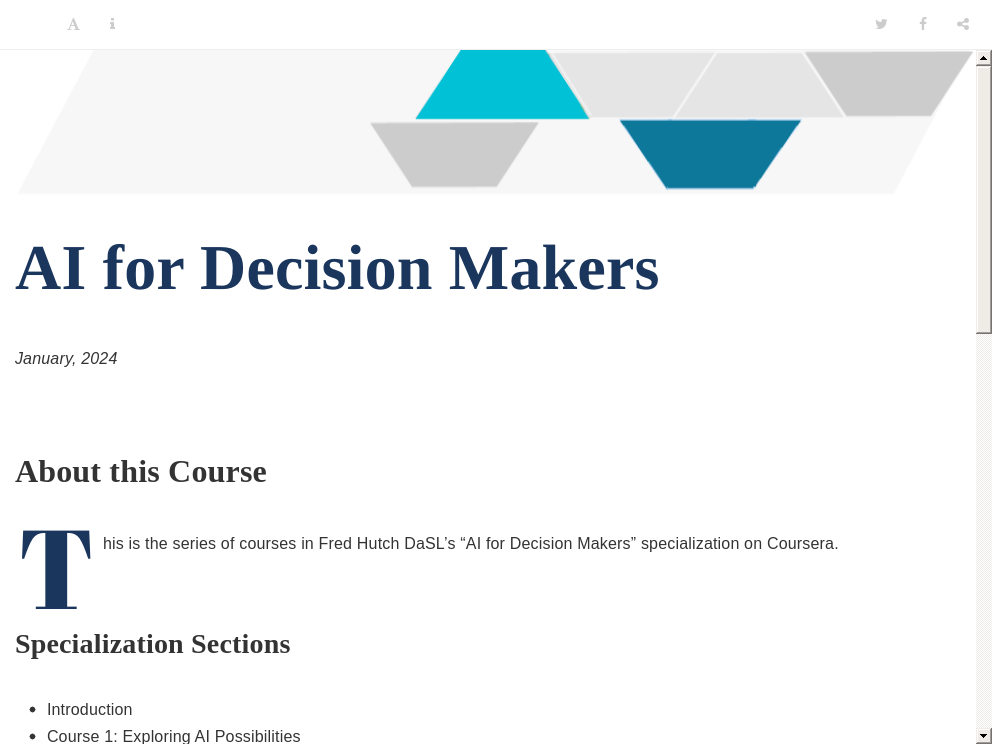 AI for Decision Makers
January, 2024
About this Course
This is the series of courses in Fred Hutch DaSL’s “AI for Decision Makers” specialization on Coursera.
Specialization Sections
• Introduction
• Course 1: Exploring AI Possibilities